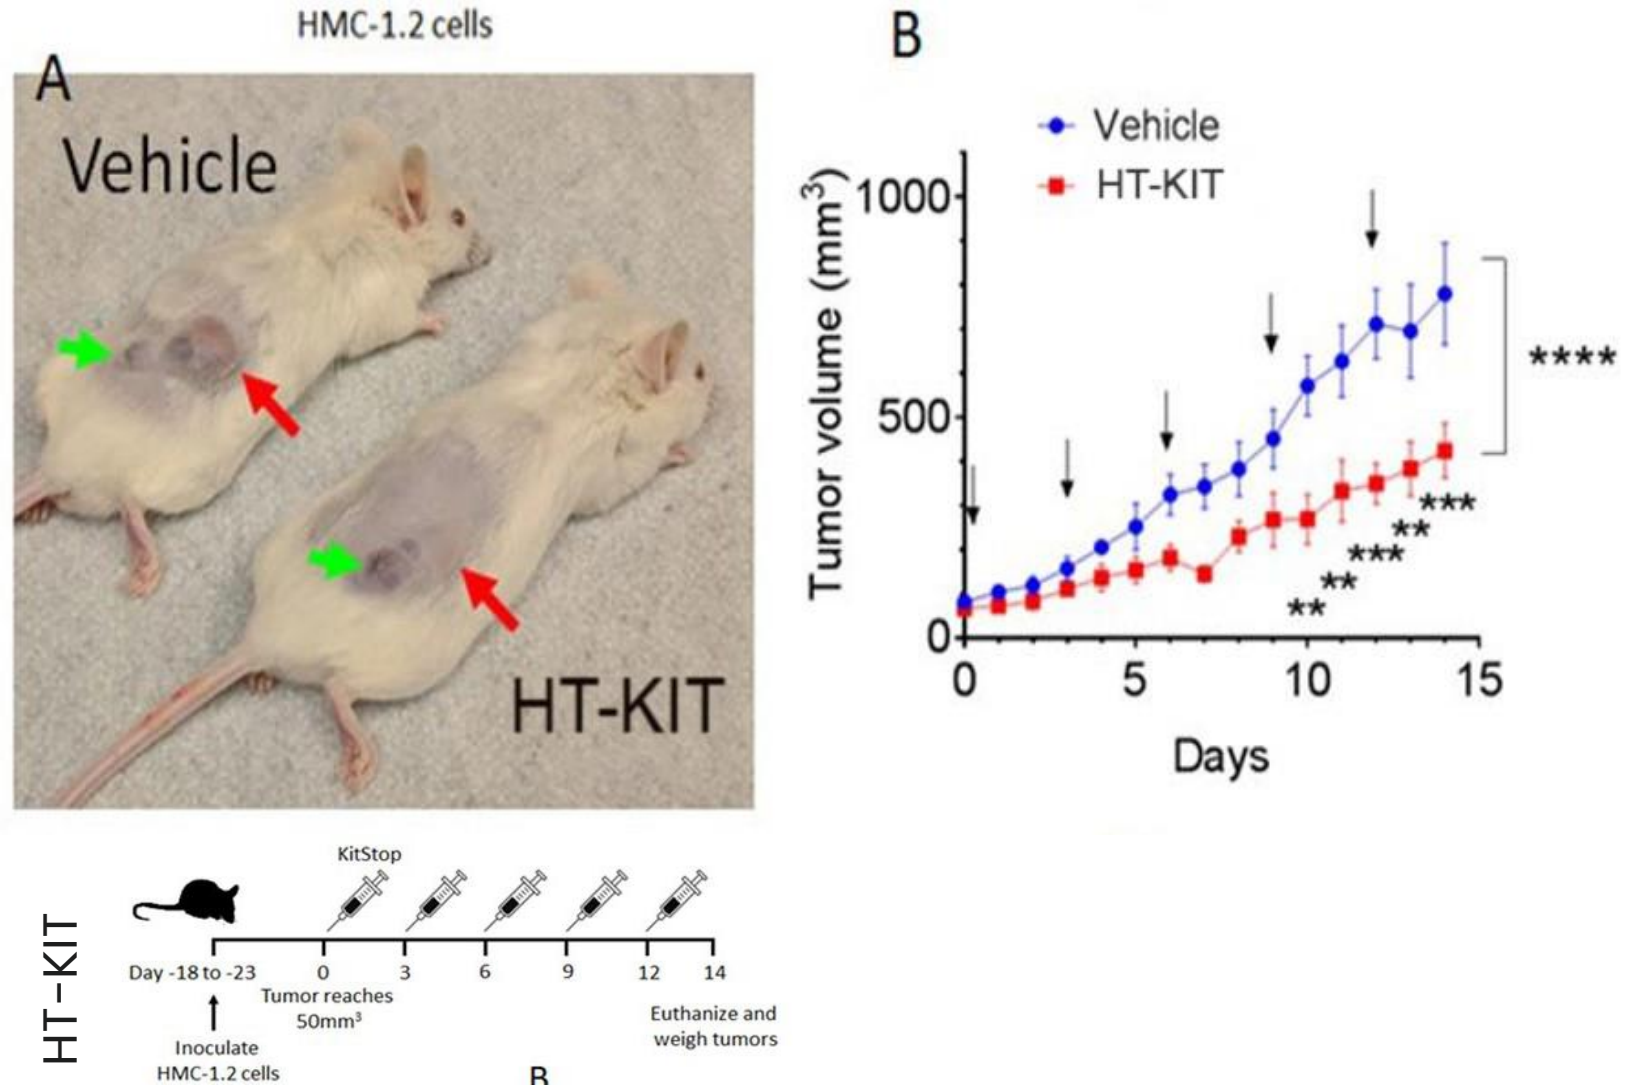 HMC-1.2 cells
A
Vehicle
HT-KIT
B
Vehicle
HT-KIT
Tumor volume (mm³)
1000
500
0
0 5 10 15
Days
****
***
**
***
**
**
HT-KIT
KitStop
Day -18 to -23 0 3 6 9 12 14
Tumor reaches
50mm³
Euthanize and
weigh tumors
Inoculate
HMC-1.2 cells
B